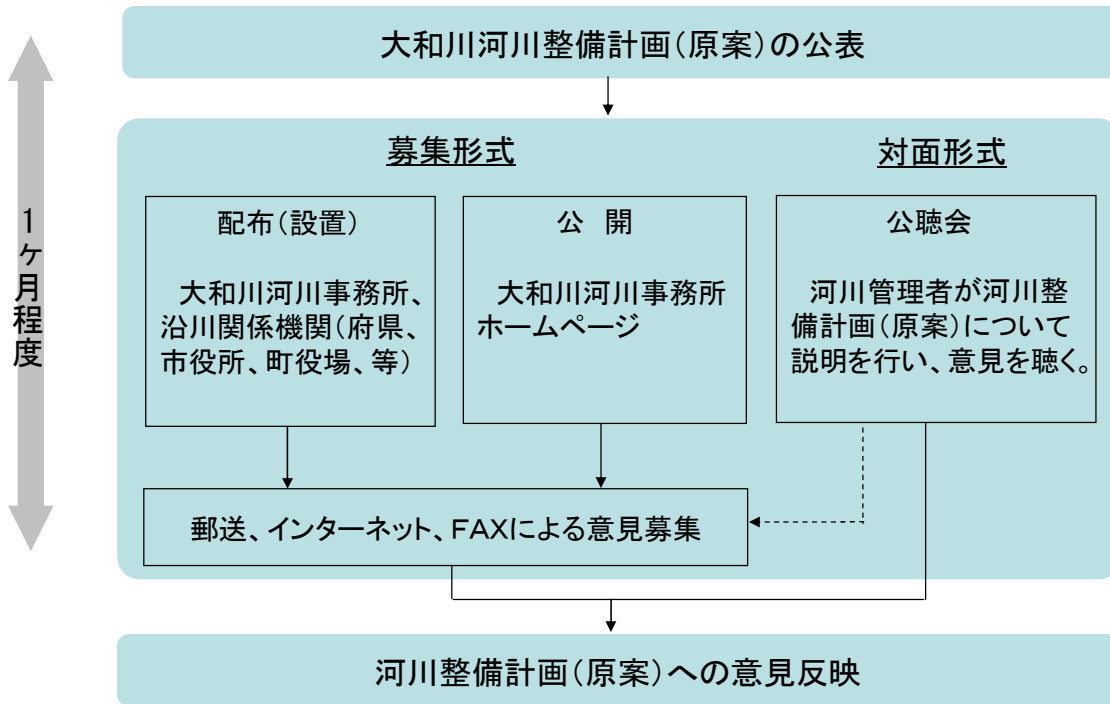 大和川河川整備計画(原案)の公表
1ヶ月程度
募集形式
対面形式
配布(設置)
大和川河川事務所、
沿川関係機関(府県、
市役所、町役場、等)
公 開
大和川河川事務所
ホームページ
公聴会
河川管理者が河川整
備計画(原案)について
説明を行い、意見を聴く。
郵送、インターネット、FAXによる意見募集
河川整備計画(原案)への意見反映